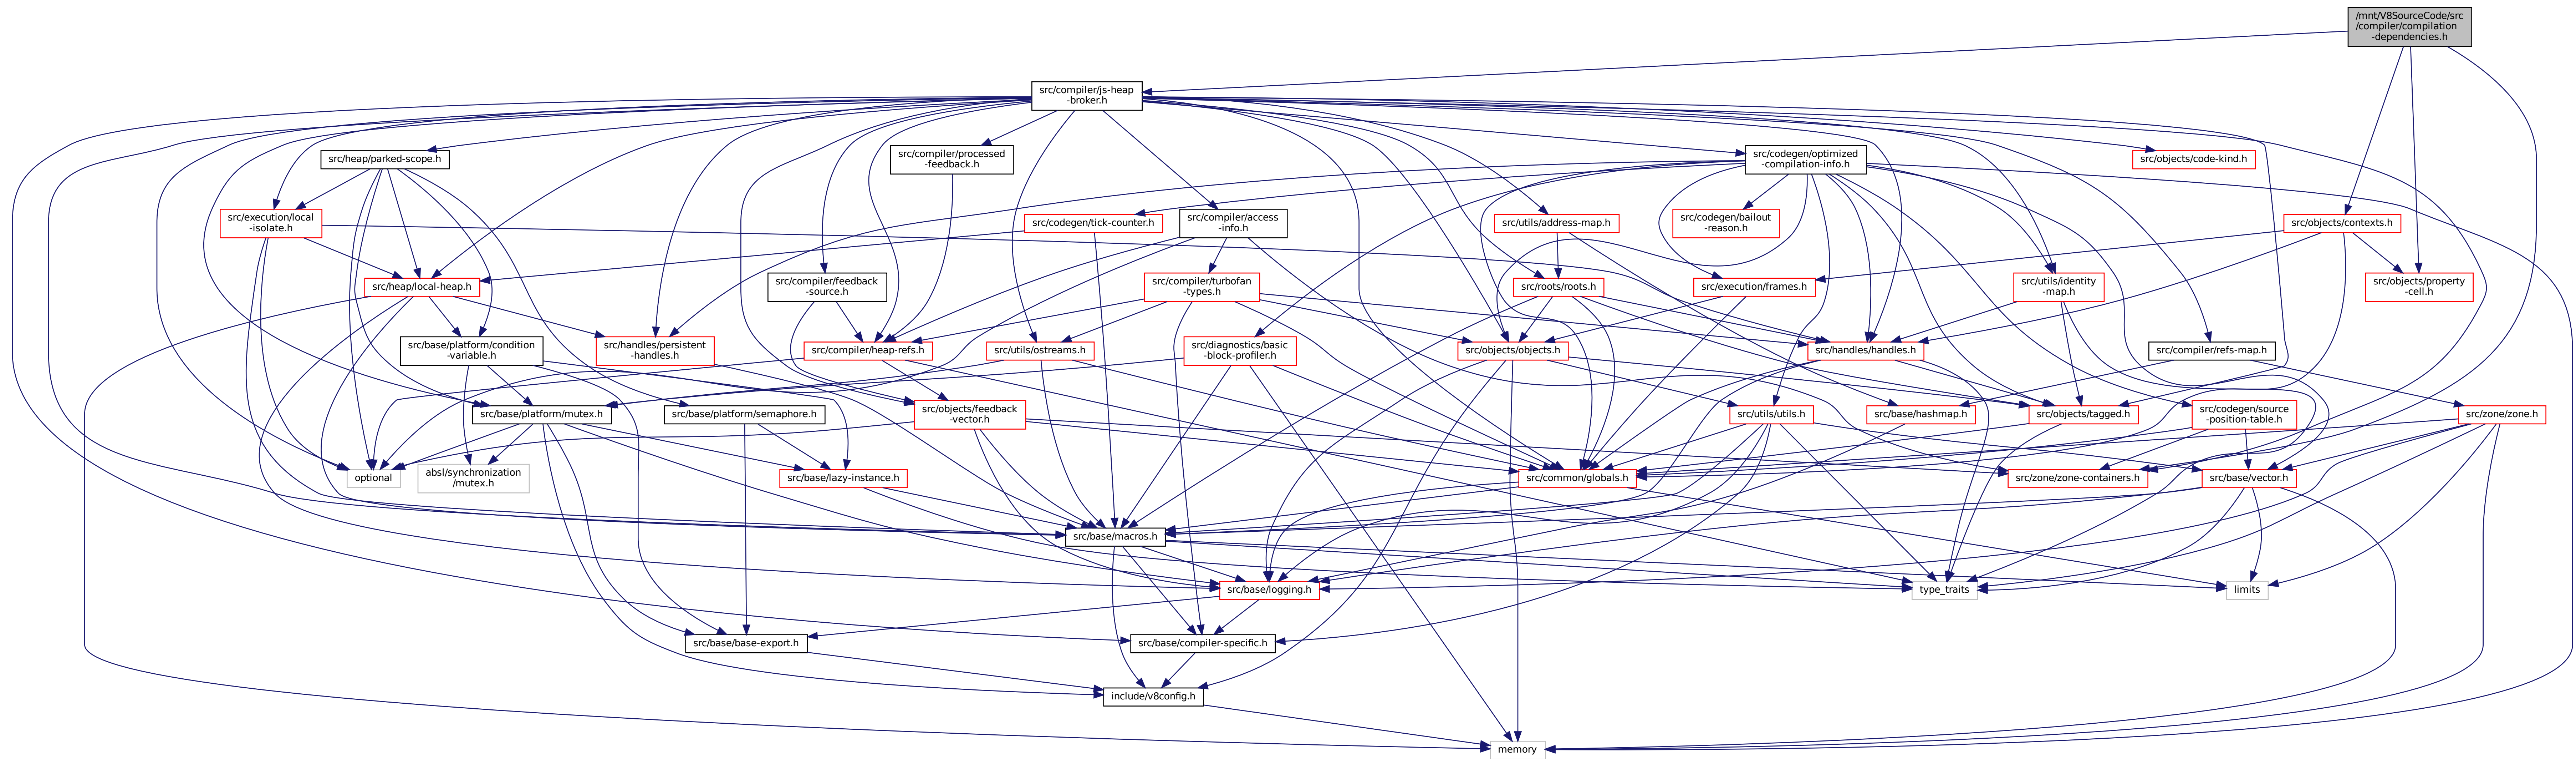 /mnt/V8SourceCode/src
/compiler/compilation
-dependencies.h
src/compiler/js-heap
-broker.h
src/heap/parked-scope.h
src/compiler/processed
-feedback.h
src/codegen/optimized
-compilation-info.h
src/objects/code-kind.h
src/execution/local
-isolate.h
src/codegen/tick-counter.h
src/compiler/access
-info.h
src/utils/address-map.h
src/codegen/bailout
-reason.h
src/objects/contexts.h
src/heap/local-heap.h
src/compiler/feedback
-source.h
src/compiler/turbofan
-types.h
src/roots/roots.h
src/execution/frames.h
src/utils/identity
-map.h
src/objects/property
-cell.h
src/base/platform/condition
-variable.h
src/handles/persistent
-handles.h
src/compiler/heap-refs.h
src/utils/ostreams.h
src/diagnostics/basic
-block-profiler.h
src/objects/objects.h
src/handles/handles.h
src/compiler/refs-map.h
src/base/platform/mutex.h
src/base/platform/semaphore.h
src/objects/feedback
-vector.h
src/utils/utils.h
src/base/hashmap.h
src/objects/tagged.h
src/codegen/source
-position-table.h
src/zone/zone.h
optional
absl/synchronization
/mutex.h
src/base/lazy-instance.h
src/common/globals.h
src/zone/zone-containers.h
src/base/vector.h
src/base/macros.h
src/base/logging.h
type_traits
limits
src/base/base-export.h
src/base/compiler-specific.h
include/v8config.h
memory